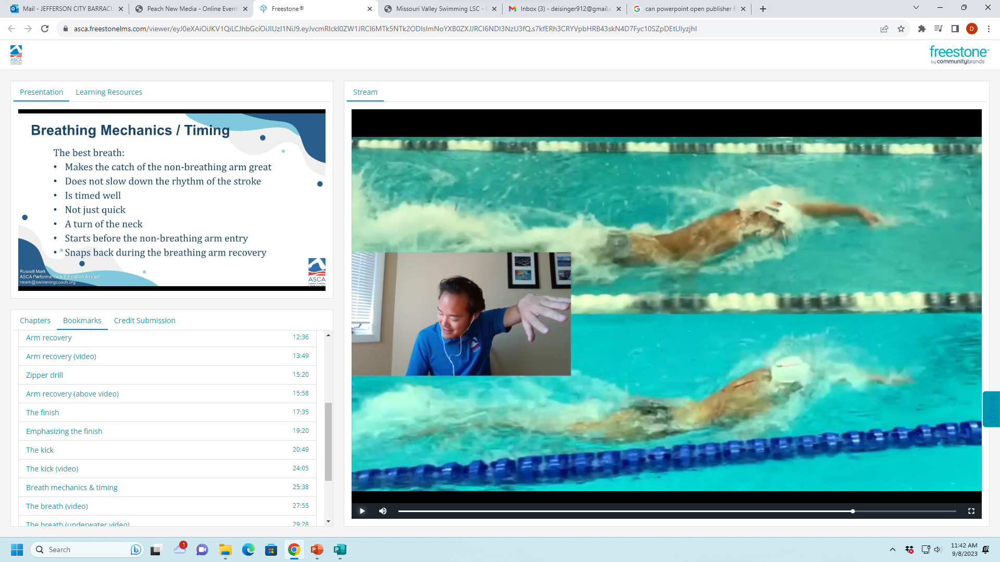 Mail - JEFFERSON CITY BARRACU
Peach New Media - Online Event
Freestone®
Missouri Valley Swimming LSC - E
Inbox (3) - deisinger912@gmail.c
can powerpoint open publisher f
D
ASCA
freestone
by communitybrands
Presentation
Learning Resources
Breathing Mechanics / Timing
The best breath:
• Makes the catch of the non-breathing arm great
• Does not slow down the rhythm of the stroke
• Is timed well
• Not just quick
• A turn of the neck
• Starts before the non-breathing arm entry
• Snaps back during the breathing arm recovery
Russell Mark
ASCA Performance & Education Advisor
rmark@swimmingcoach.org
ASCA
Chapters
Bookmarks
Credit Submission
Arm recovery 12:36
Arm recovery (video) 13:49
Zipper drill 15:20
Arm recovery (above video) 15:58
The finish 17:35
Emphasizing the finish 19:20
The kick 20:49
The kick (video) 24:05
Breath mechanics & timing 25:38
The breath (video) 27:55
The breath (underwater video) 29:28
Stream
Help
Search
1
11:42 AM
9/8/2023